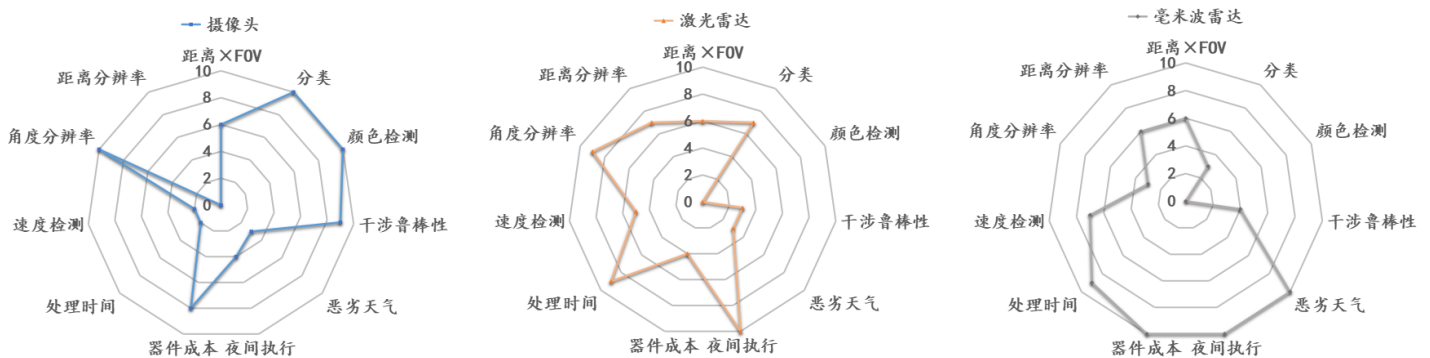 摄像头
距离×FOV
分类
颜色检测
干涉鲁棒性
恶劣天气
夜间执行
器件成本
处理时间
速度检测
角度分辨率
距离分辨率
10
8
6
4
2
0
激光雷达
距离×FOV
分类
颜色检测
干涉鲁棒性
恶劣天气
夜间执行
器件成本
处理时间
速度检测
角度分辨率
距离分辨率
10
8
6
4
2
0
毫米波雷达
距离×FOV
分类
颜色检测
干涉鲁棒性
恶劣天气
夜间执行
器件成本
处理时间
速度检测
角度分辨率
距离分辨率
10
8
6
4
2
0